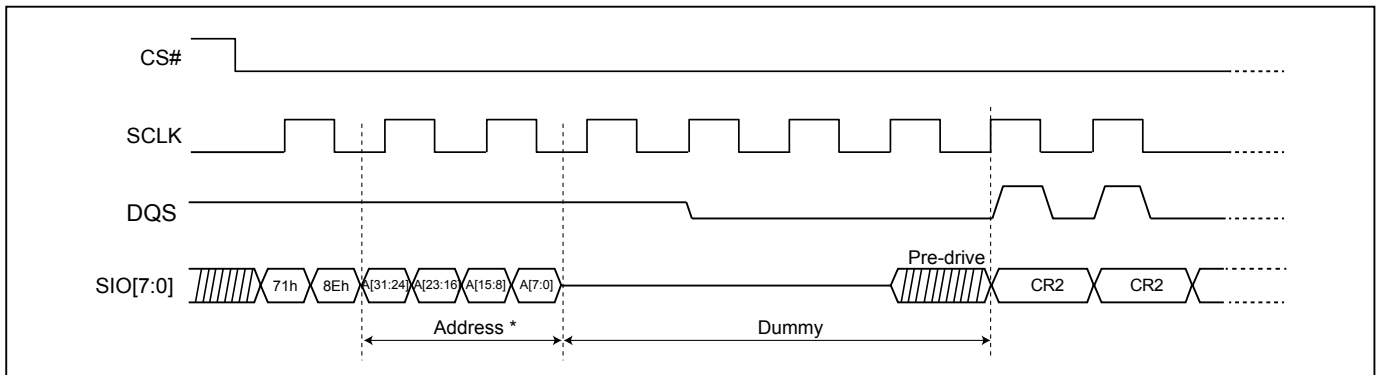 CS#
SCLK
DQS
Pre-drive
SIO[7:0] 71h 8Eh A[31:24] A[23:16] A[15:8] A[7:0] CR2 CR2
Address * Dummy